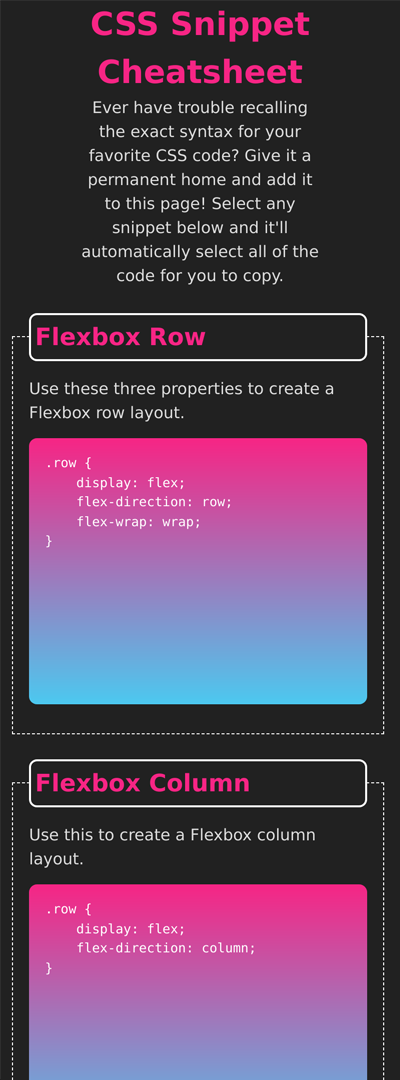 CSS Snippet
Cheatsheet
Ever have trouble recalling
the exact syntax for your
favorite CSS code? Give it a
permanent home and add it
to this page! Select any
snippet below and it'll
automatically select all of the
code for you to copy.
Flexbox Row
Use these three properties to create a
Flexbox row layout.
.row {
    display: flex;
    flex-direction: row;
    flex-wrap: wrap;
}
Flexbox Column
Use this to create a Flexbox column
layout.
.row {
    display: flex;
    flex-direction: column;
}